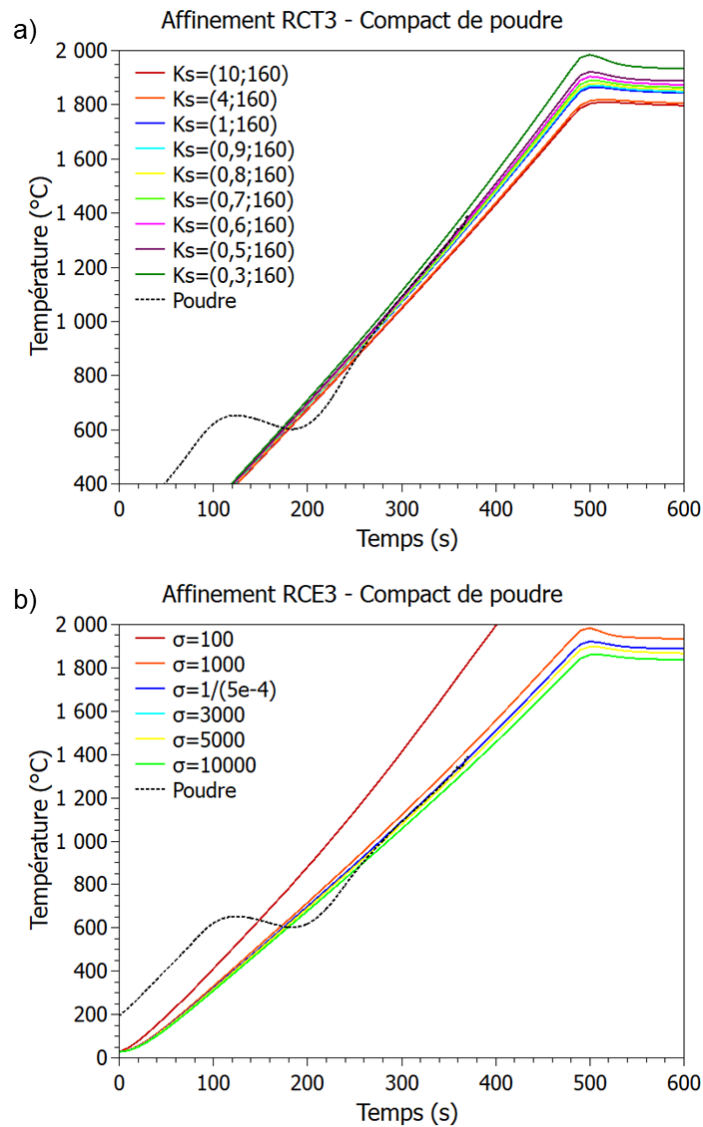 a)
Affinement RCT3 - Compact de poudre
Température (°C)
2 000
1 800
1 600
1 400
1 200
1 000
800
600
400
Ks=(10;160)
Ks=(4;160)
Ks=(1;160)
Ks=(0,9;160)
Ks=(0,8;160)
Ks=(0,7;160)
Ks=(0,6;160)
Ks=(0,5;160)
Ks=(0,3;160)
Poudre
0 100 200 300 400 500 600
Temps (s)
b)
Affinement RCE3 - Compact de poudre
Température (°C)
2 000
1 800
1 600
1 400
1 200
1 000
800
600
400
200
0
σ=100
σ=1000
σ=1/(5e-4)
σ=3000
σ=5000
σ=10000
Poudre
0 100 200 300 400 500 600
Temps (s)